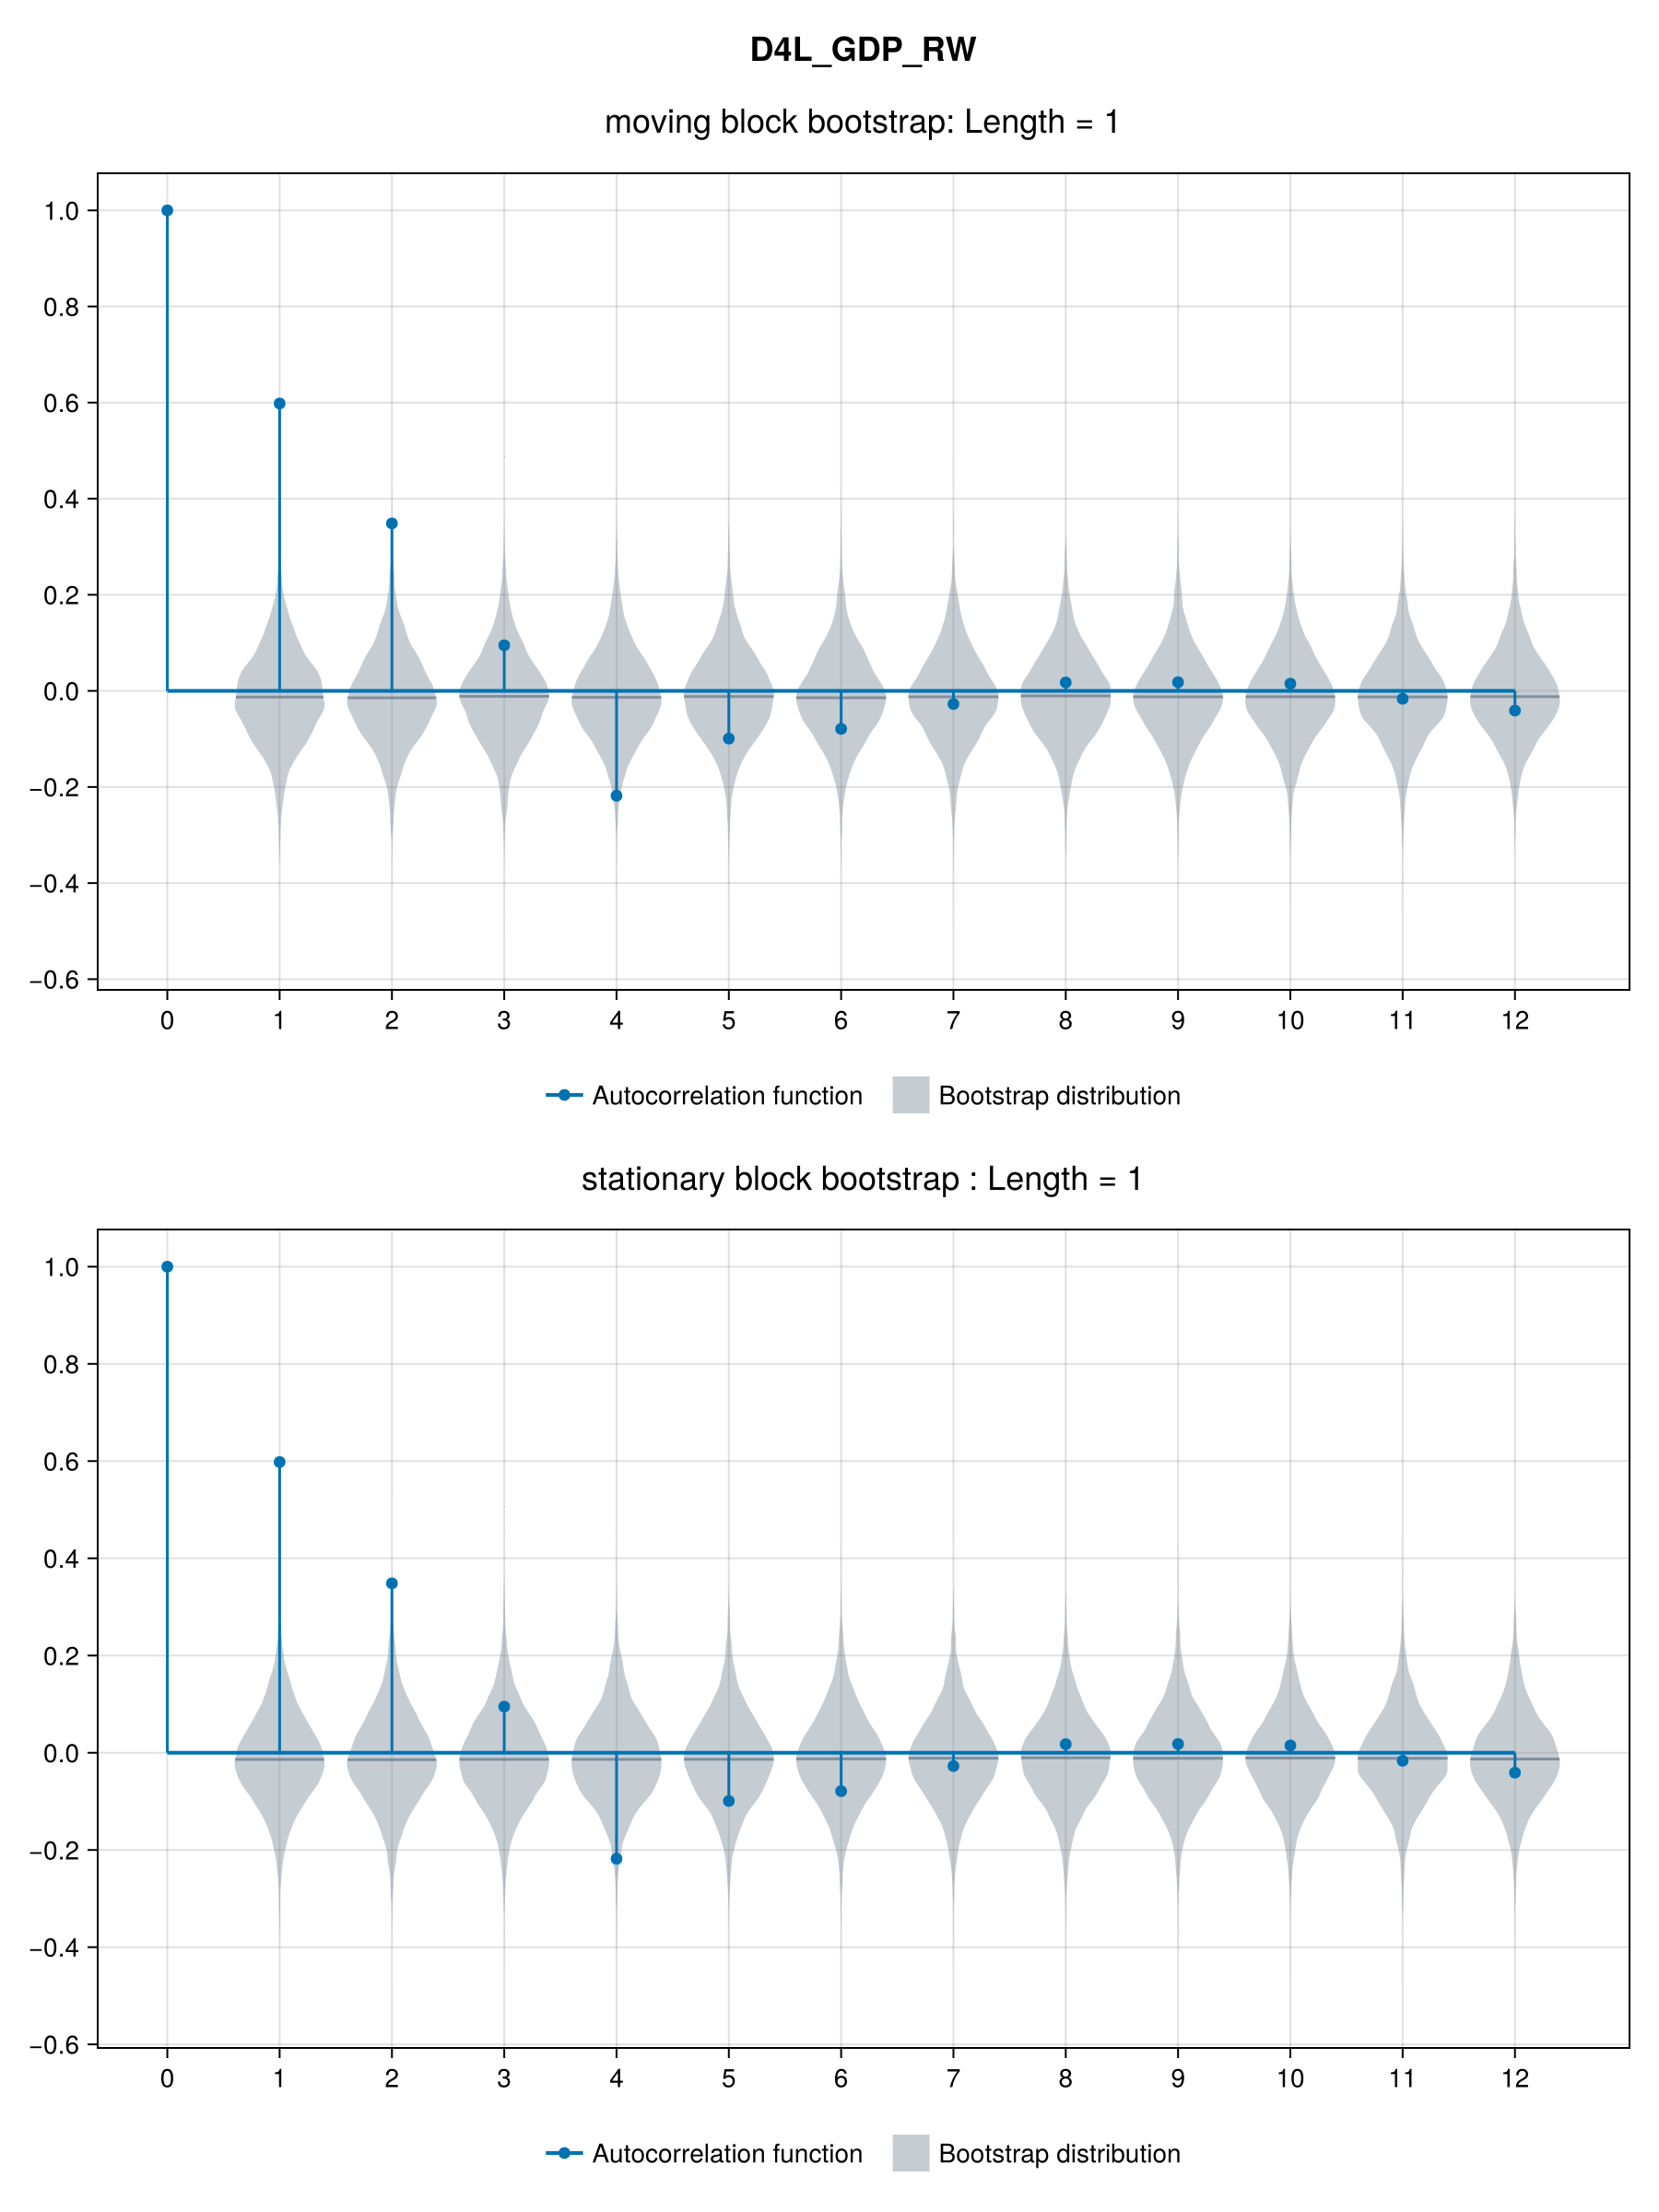 D4L_GDP_RW
moving block bootstrap: Length = 1
1.0
0.8
0.6
0.4
0.2
0.0
−0.2
−0.4
−0.6
0 1 2 3 4 5 6 7 8 9 10 11 12
Autocorrelation function Bootstrap distribution
stationary block bootstrap : Length = 1
1.0
0.8
0.6
0.4
0.2
0.0
−0.2
−0.4
−0.6
0 1 2 3 4 5 6 7 8 9 10 11 12
Autocorrelation function Bootstrap distribution